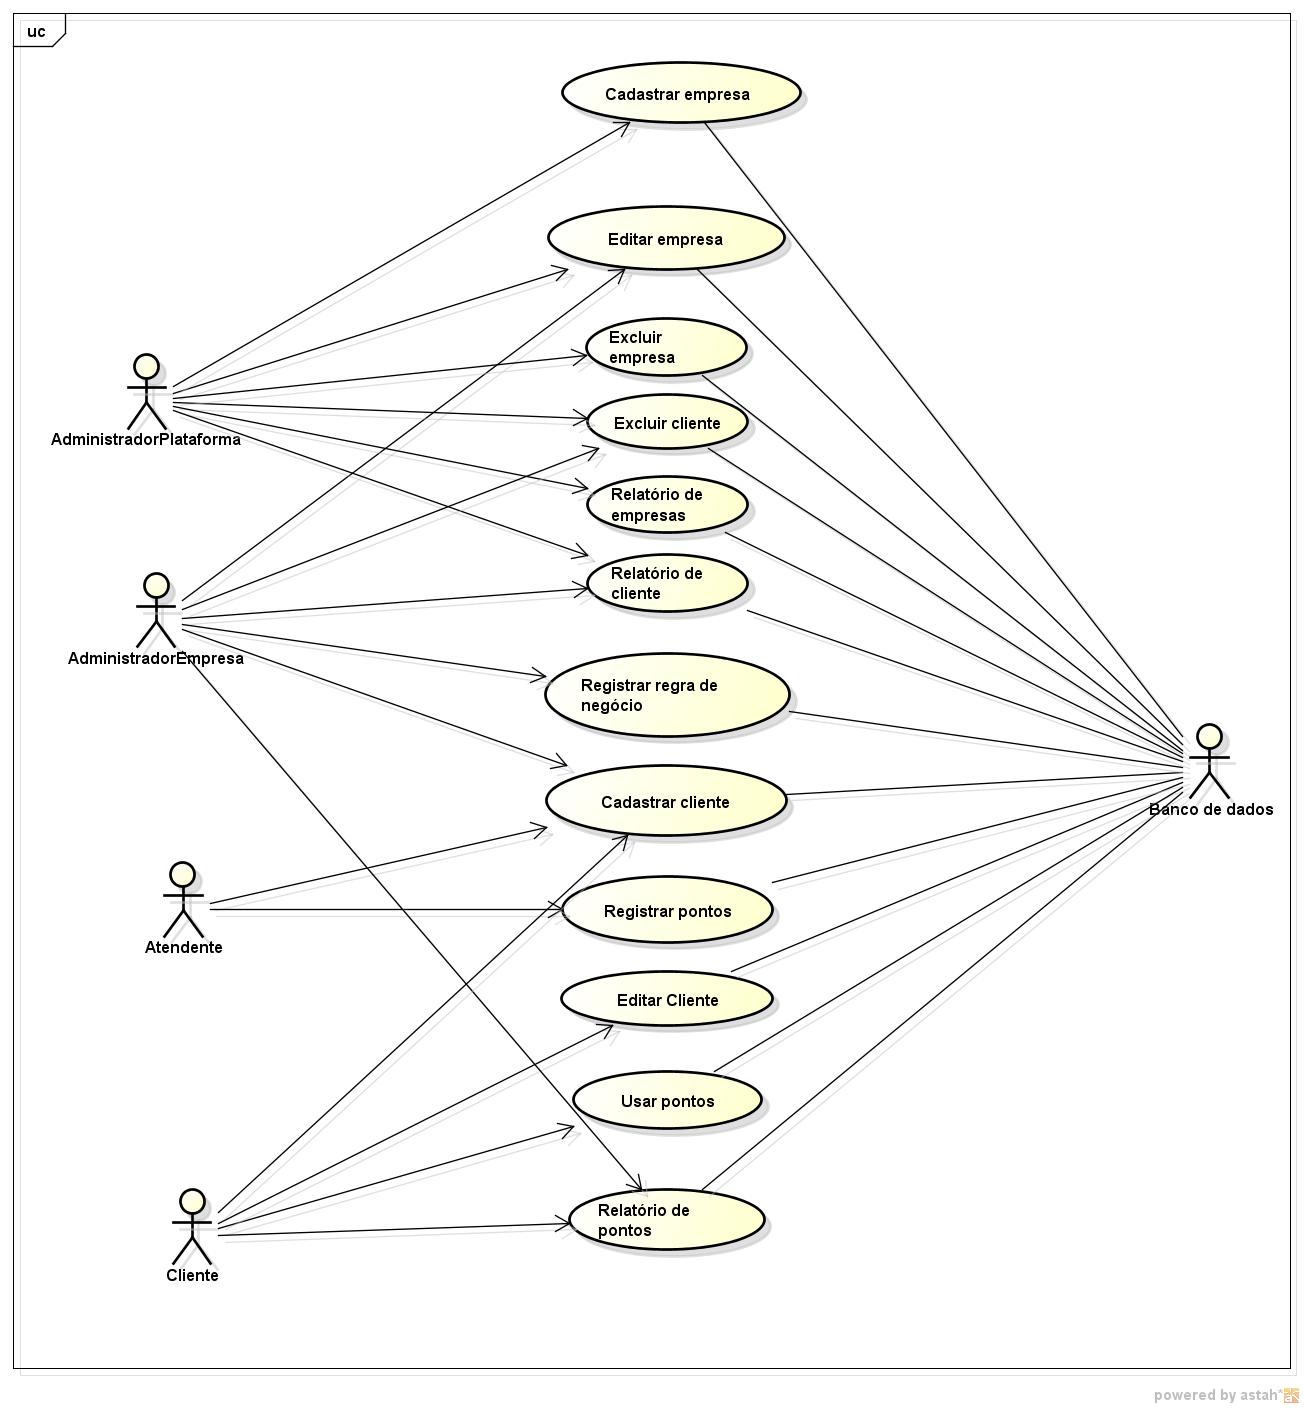 uc
Cadastrar empresa
Editar empresa
Excluir
empresa
AdministradorPlataforma
Excluir cliente
Relatório de
empresas
Relatório de
cliente
AdministradorEmpresa
Registrar regra de
negócio
Cadastrar cliente
Banco de dados
Registrar pontos
Atendente
Editar Cliente
Usar pontos
Relatório de
pontos
Cliente
powered by astah*